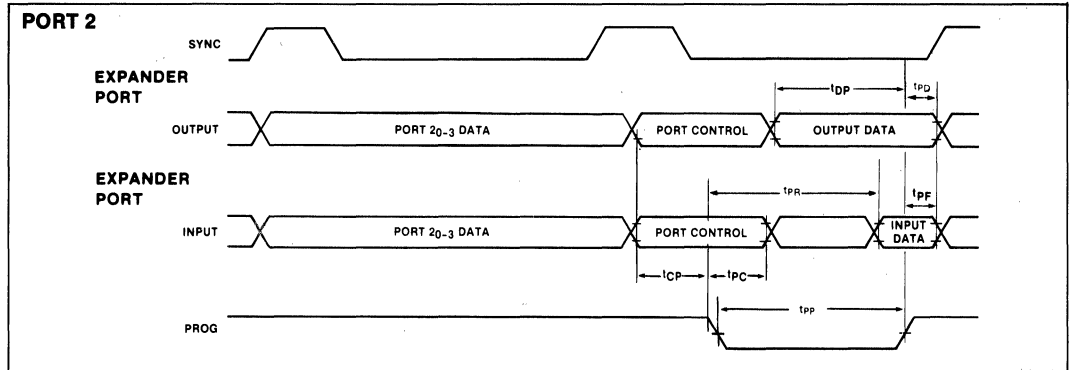 PORT 2
SYNC
EXPANDER
PORT
tDP
tPD
OUTPUT
PORT 20-3 DATA
PORT CONTROL
OUTPUT DATA
EXPANDER
PORT
tPR
tPF
INPUT
PORT 20-3 DATA
PORT CONTROL
INPUT
DATA
tCP
tPC
tPP
PROG